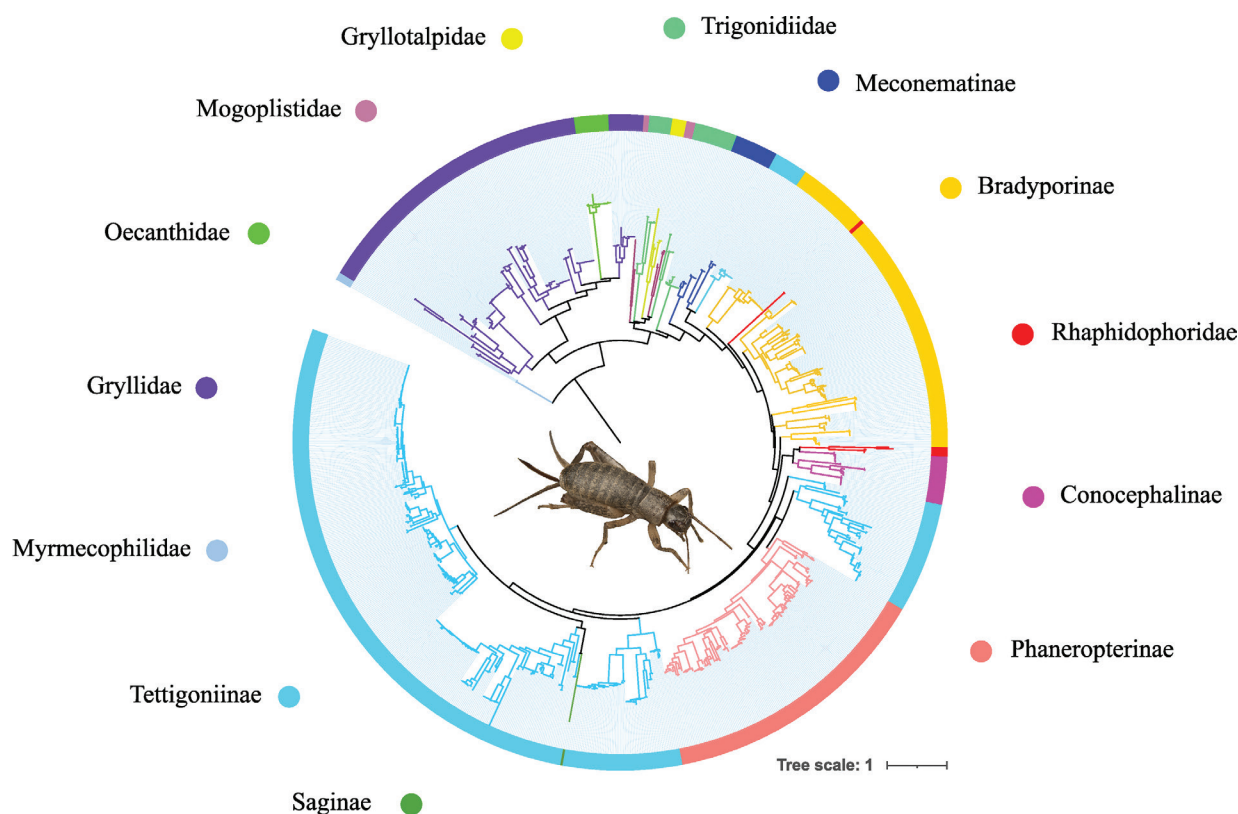 Gryllotalpidae
Trigonidiidae
Meconematinae
Mogoplistidae
Bradyporinae
Oecanthidae
Rhaphidophoridae
Gryllidae
Conocephalinae
Myrmecophilidae
Phaneropterinae
Tettigoniinae
Tree scale: 1
Saginae